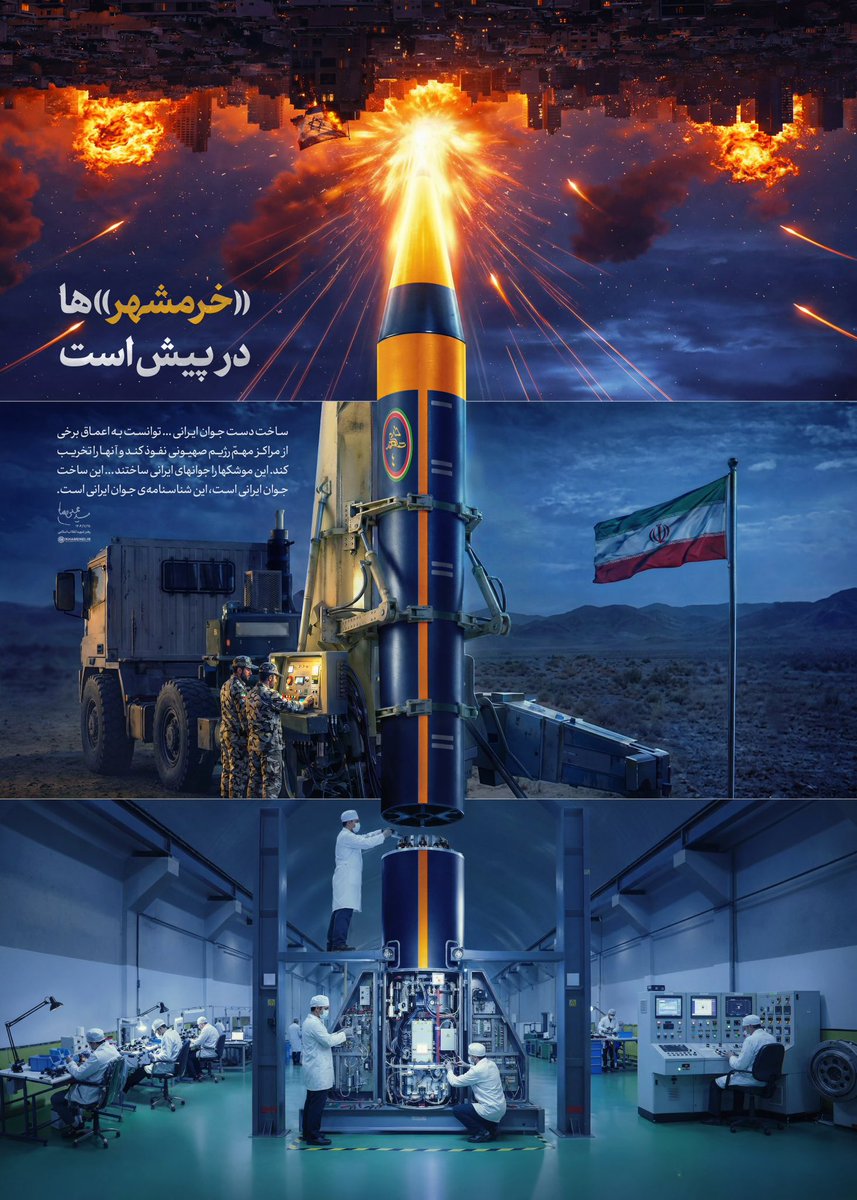 «خرمشهر»ها
در پیش است
ساخت دست جوان ایرانی ... توانست به اعماق برخی
از مراکز مهمّ رژیم صهیونی نفوذ کند و آنها را تخریب
کند. این موشکها را جوانهای ایرانی ساختند... این ساخت
جوان ایرانی است، این شناسنامه‌ی جوان ایرانی است.
KHAMENEI.IR